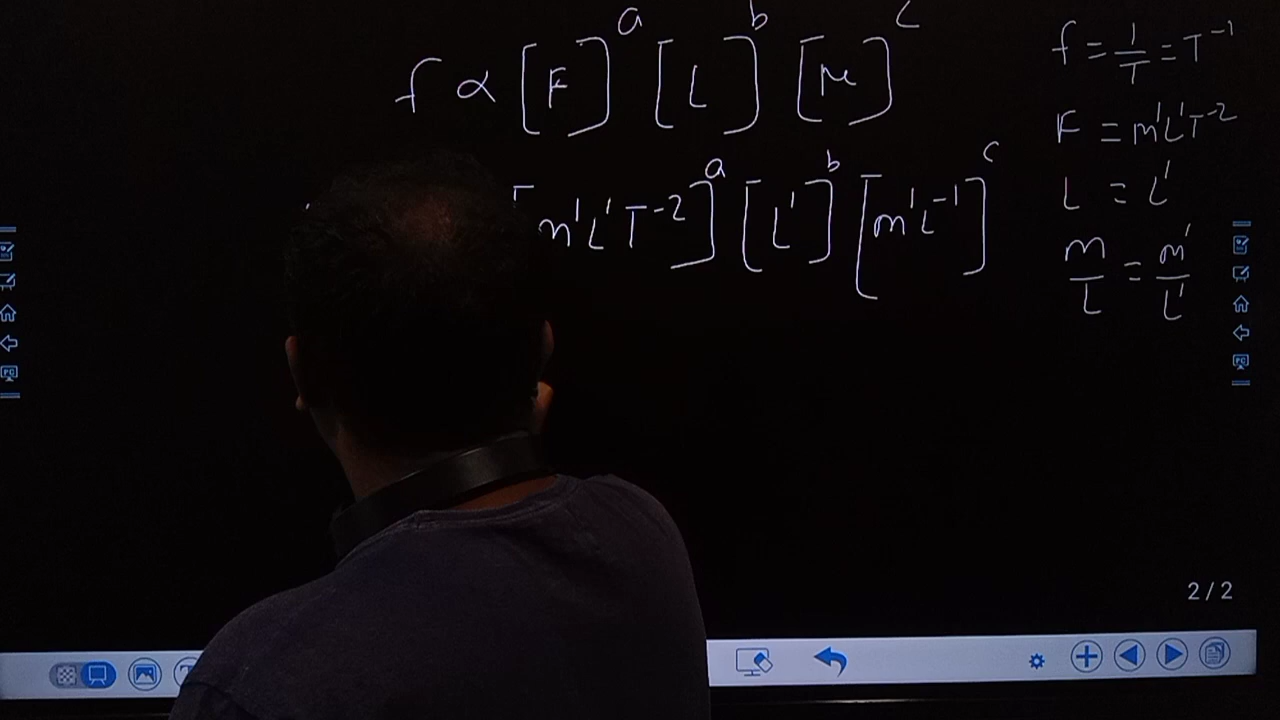 f ∝ [F]^a [L]^b [μ]^c
m¹L¹T⁻²]^a [L¹]^b [m¹L⁻¹]^c
f = 1/T = T⁻¹
F = m¹L¹T⁻²
L = L¹
m/L = m¹/L¹
2/2